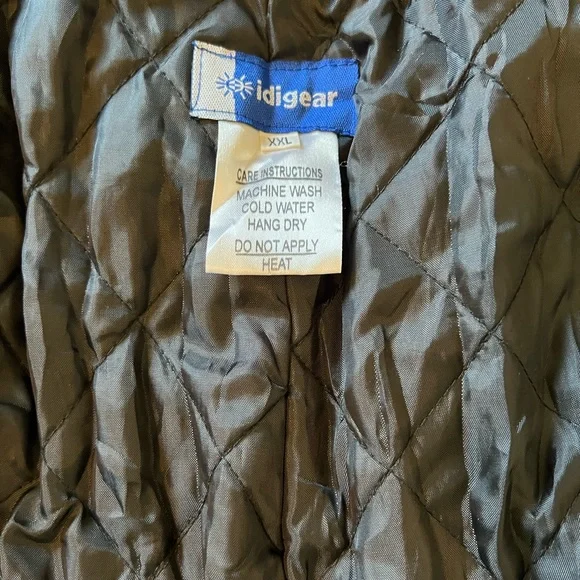 idigear
XXL
CARE INSTRUCTIONS
MACHINE WASH
COLD WATER
HANG DRY
DO NOT APPLY
HEAT